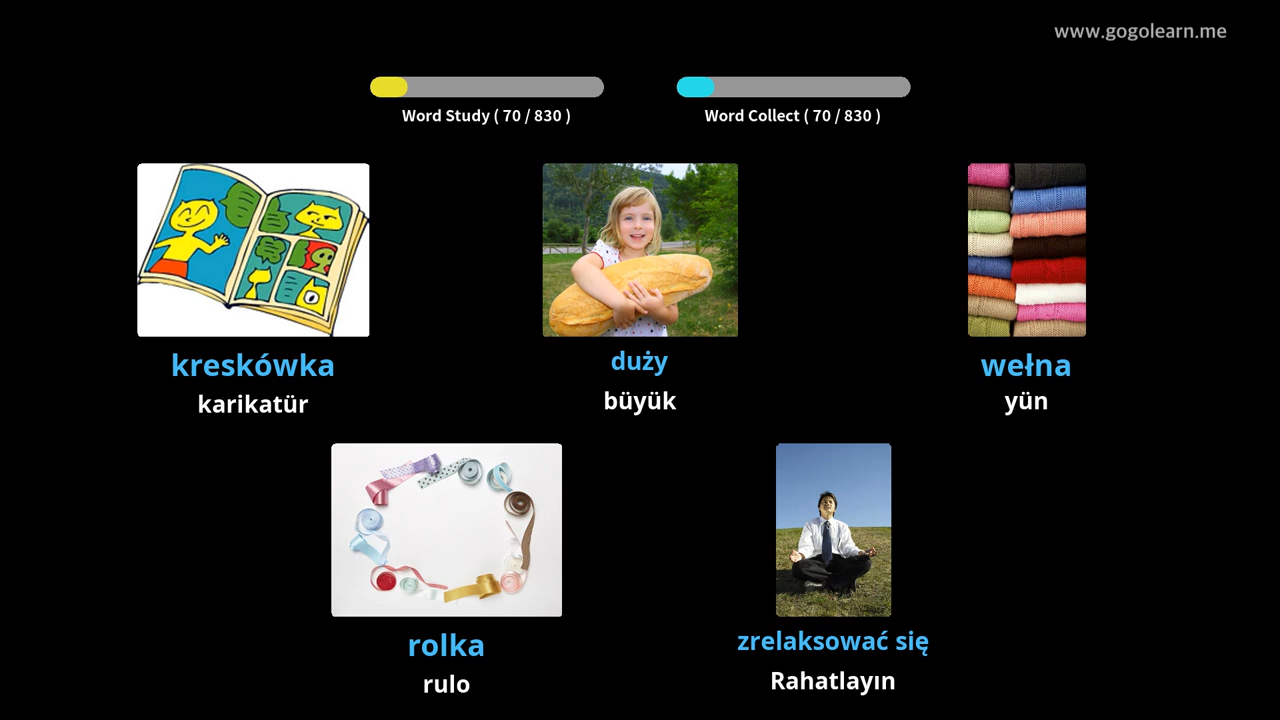 www.gogolearn.me
Word Study ( 70 / 830 )
Word Collect ( 70 / 830 )
kreskówka
karikatür
duży
büyük
wełna
yün
rolka
rulo
zrelaksować się
Rahatlayın